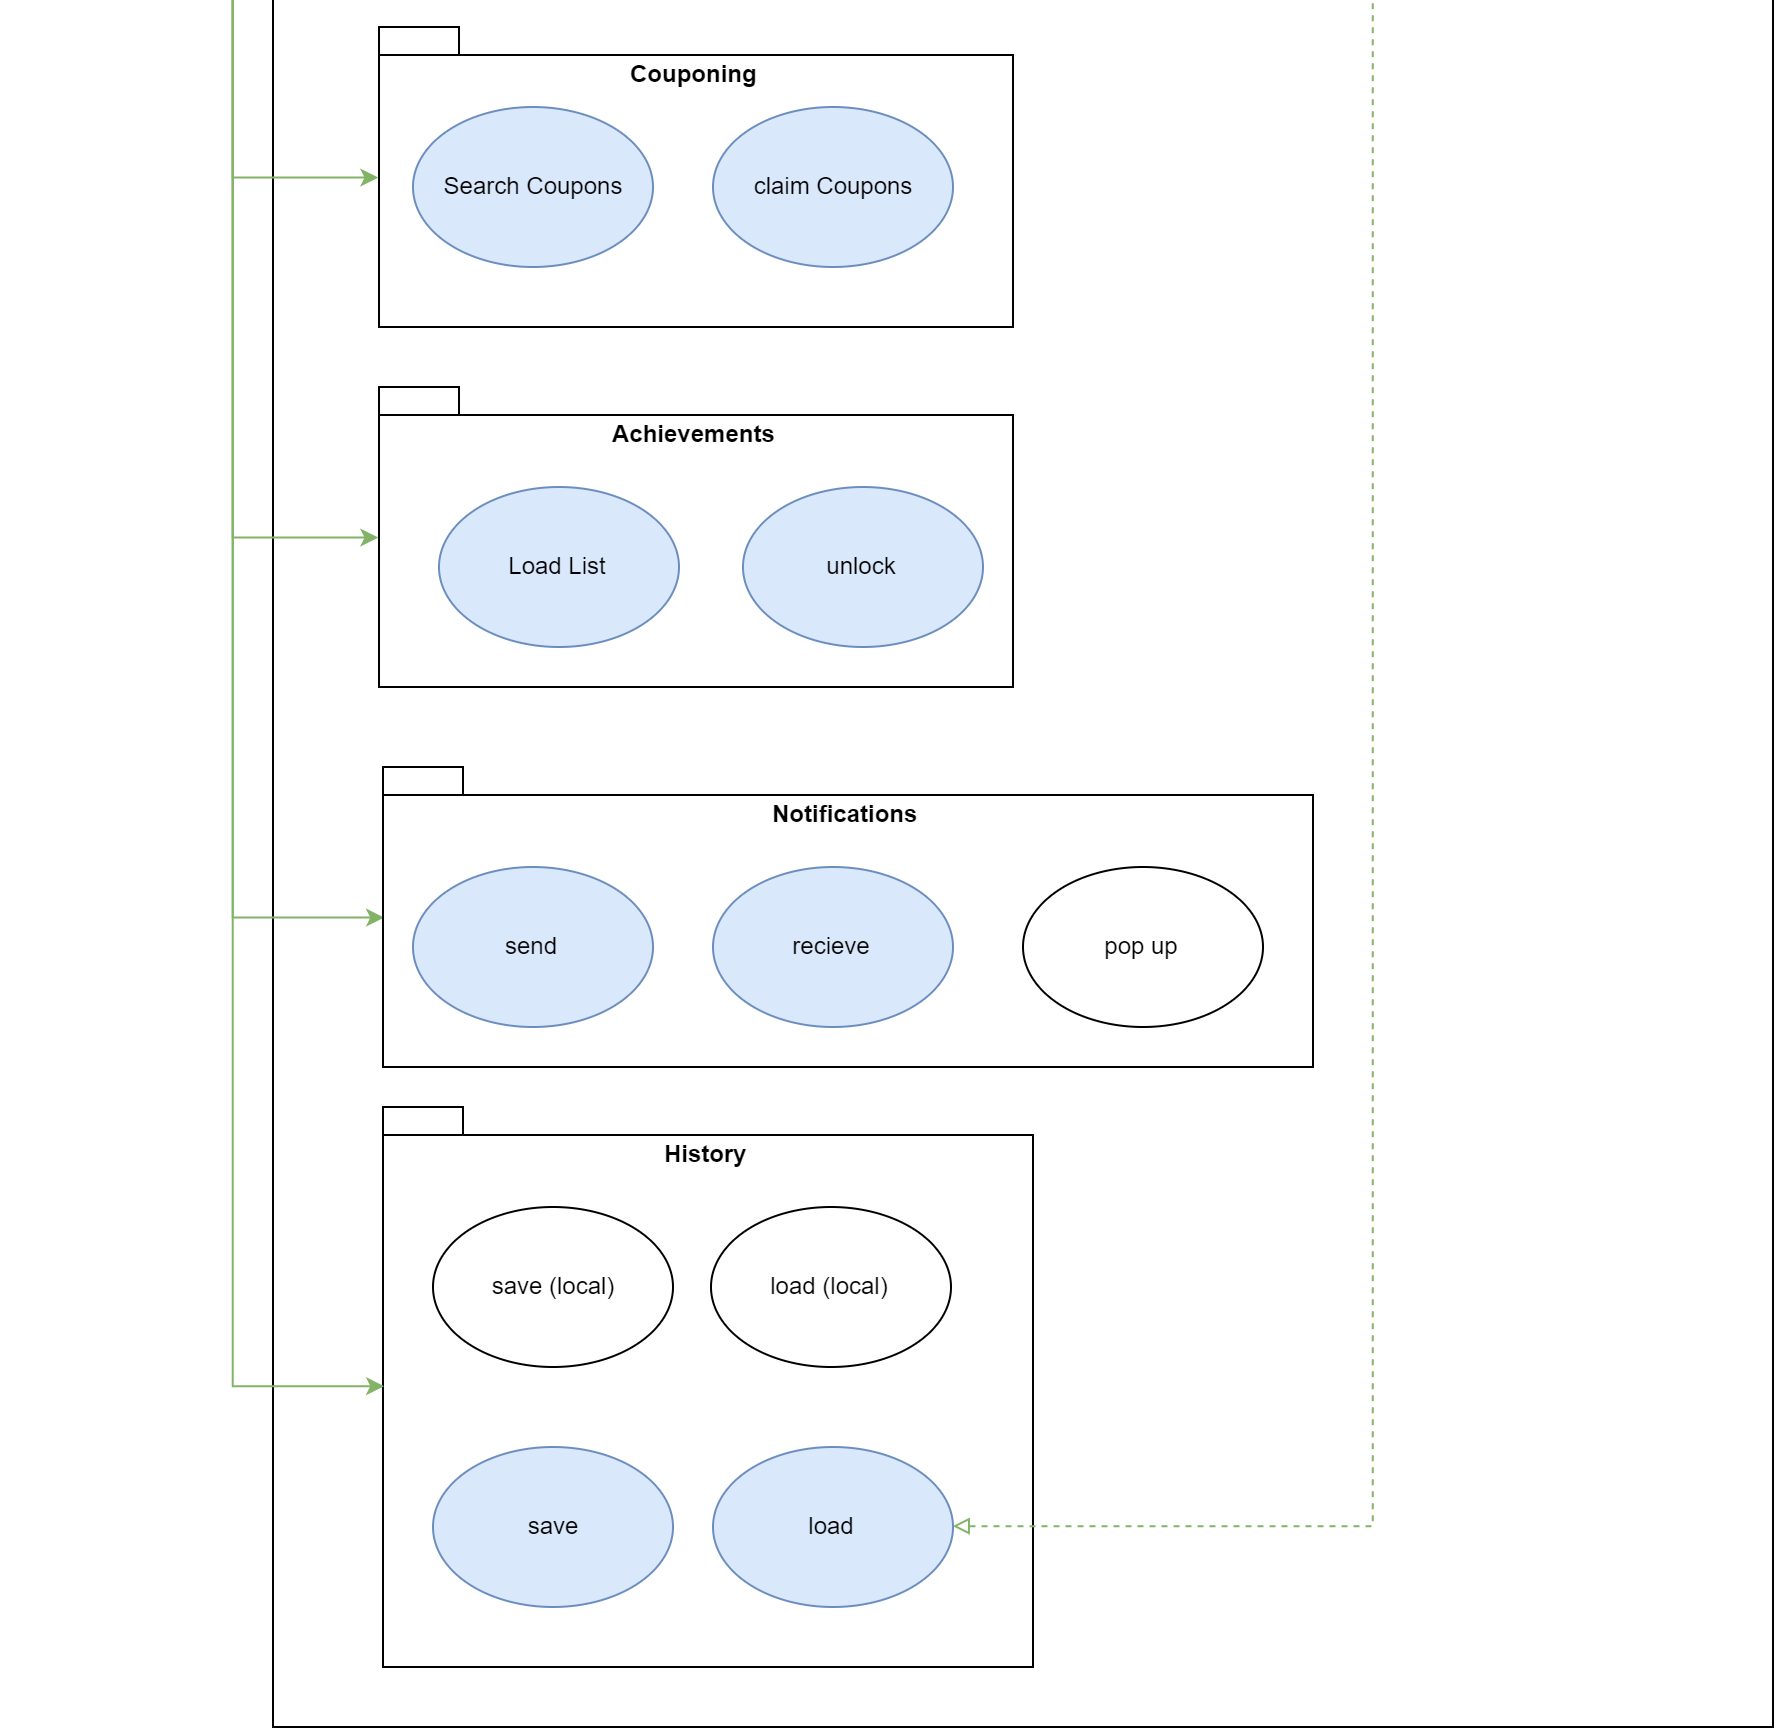 Couponing
Search Coupons
claim Coupons
Achievements
Load List
unlock
Notifications
send
recieve
pop up
History
save (local)
load (local)
save
load